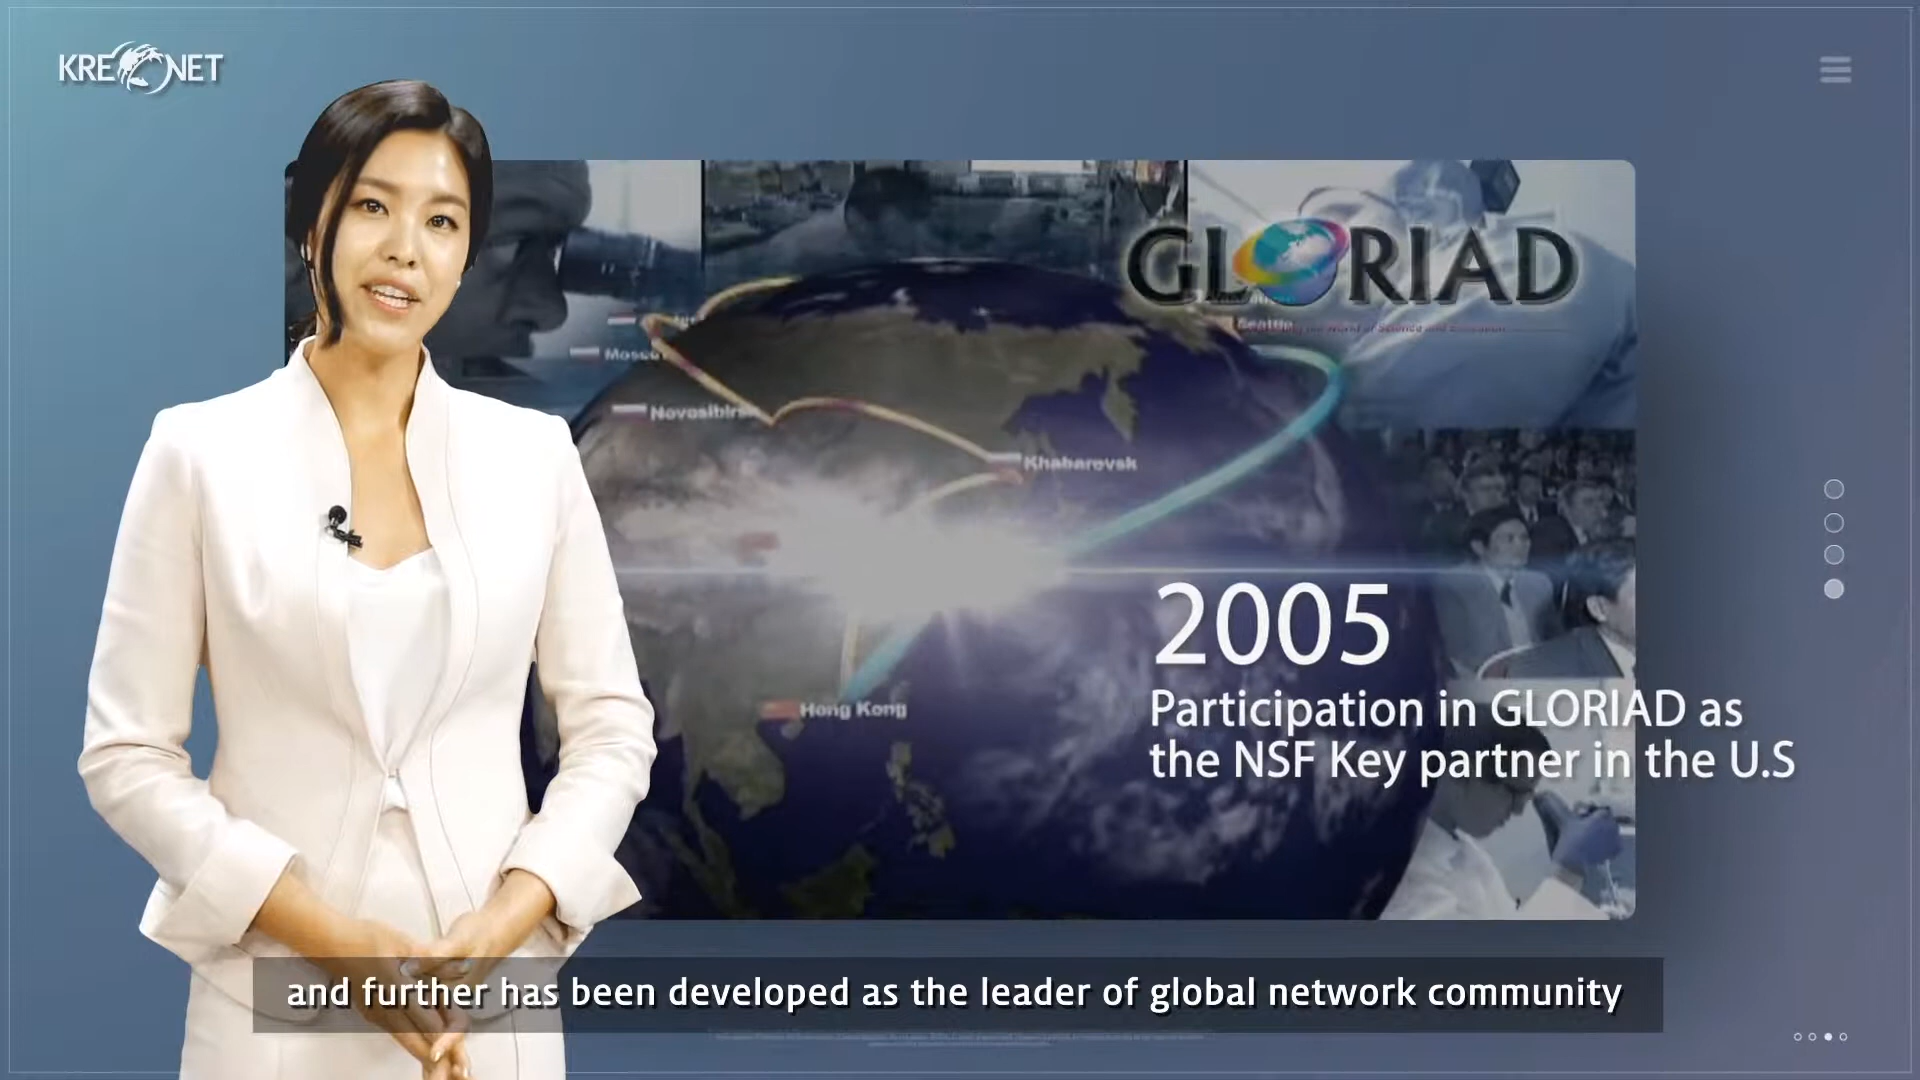 KREONET
GLORIAD
Seattle
Moscow
Novosibirsk
Khabarovsk
2005
Participation in GLORIAD as
the NSF Key partner in the U.S
Hong Kong
and further has been developed as the leader of global network community